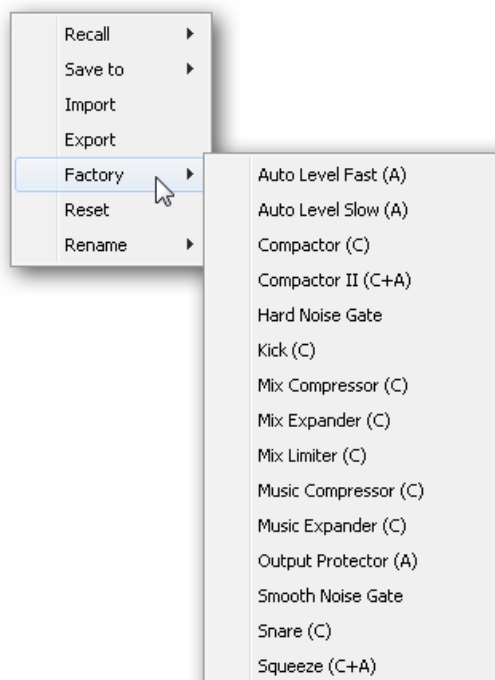 Recall
Save to
Import
Export
Factory
Reset
Rename
Auto Level Fast (A)
Auto Level Slow (A)
Compactor (C)
Compactor II (C+A)
Hard Noise Gate
Kick (C)
Mix Compressor (C)
Mix Expander (C)
Mix Limiter (C)
Music Compressor (C)
Music Expander (C)
Output Protector (A)
Smooth Noise Gate
Snare (C)
Squeeze (C+A)